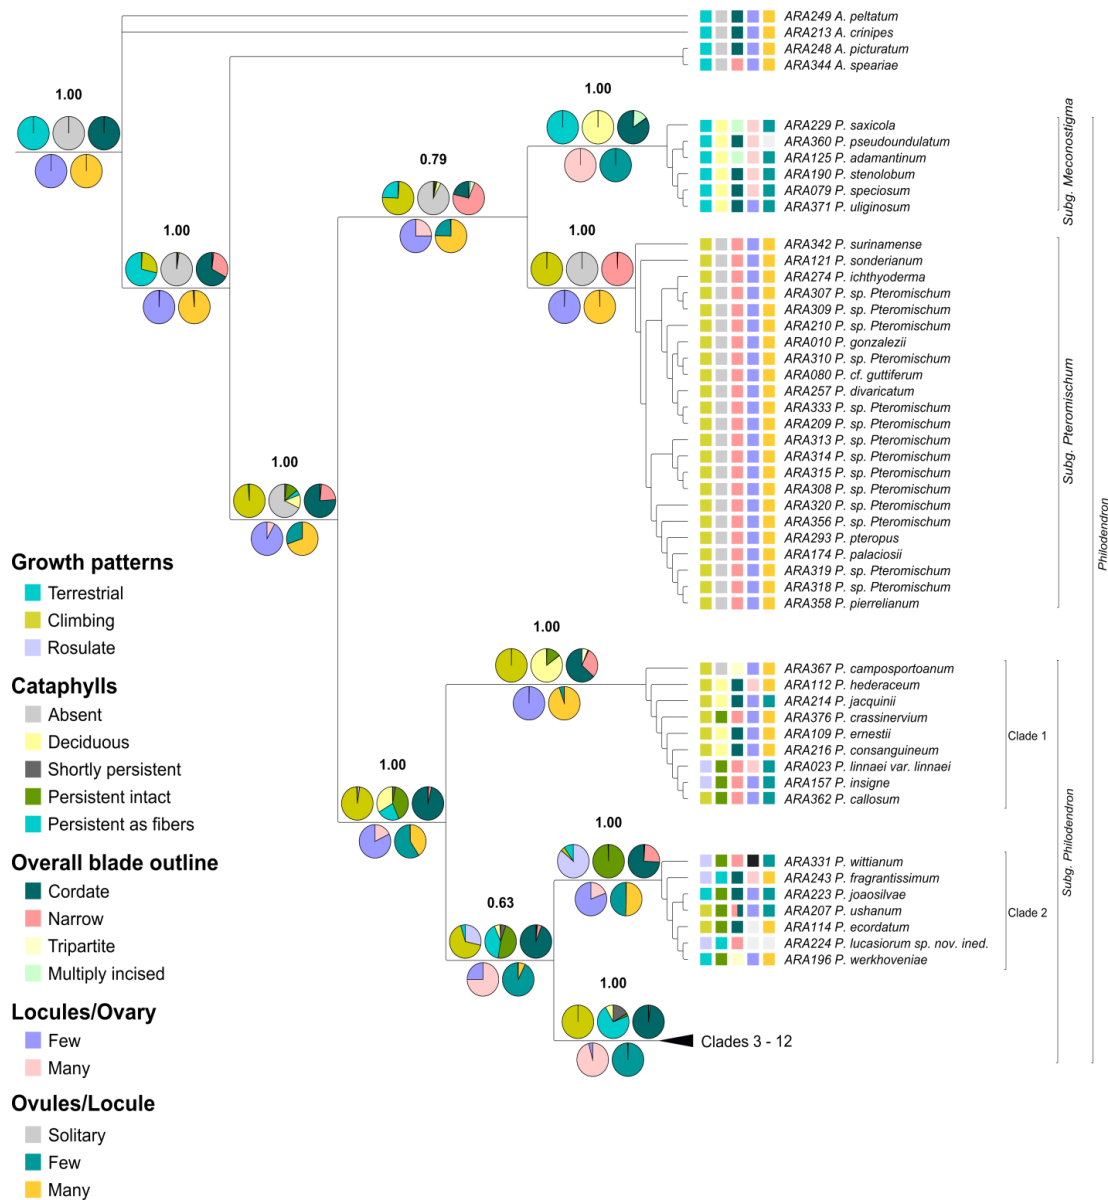 ARA249 A. peltatum
ARA213 A. crinipes
ARA248 A. picturatum
ARA344 A. speariae
1.00
1.00
ARA229 P. saxicola
ARA360 P. pseudoundulatum
ARA125 P. adamantinum
ARA190 P. stenolobum
ARA079 P. speciosum
ARA371 P. uliginosum
Subg. Meconostigma
0.79
1.00
1.00
ARA342 P. surinamense
ARA121 P. sonderianum
ARA274 P. ichthyoderma
ARA307 P. sp. Pteromischum
ARA309 P. sp. Pteromischum
ARA210 P. sp. Pteromischum
ARA010 P. gonzalezii
ARA310 P. sp. Pteromischum
ARA080 P. cf. guttiferum
ARA257 P. divaricatum
ARA333 P. sp. Pteromischum
ARA209 P. sp. Pteromischum
ARA313 P. sp. Pteromischum
ARA314 P. sp. Pteromischum
ARA315 P. sp. Pteromischum
ARA308 P. sp. Pteromischum
ARA320 P. sp. Pteromischum
ARA356 P. sp. Pteromischum
ARA293 P. pteropus
ARA174 P. palaciosii
ARA319 P. sp. Pteromischum
ARA318 P. sp. Pteromischum
ARA358 P. pierrelianum
Subg. Pteromischum
Philodendron
1.00
1.00
ARA367 P. camposportoanum
ARA112 P. hederaceum
ARA214 P. jacquinii
ARA376 P. crassinervium
ARA109 P. ernestii
ARA216 P. consanguineum
ARA023 P. linnaei var. linnaei
ARA157 P. insigne
ARA362 P. callosum
Clade 1
Subg. Philodendron
1.00
1.00
ARA331 P. wittianum
ARA243 P. fragrantissimum
ARA223 P. joaosilvae
ARA207 P. ushanum
ARA114 P. ecordatum
ARA224 P. lucasiorum sp. nov. ined.
ARA196 P. werkhoveniae
Clade 2
0.63
1.00
Clades 3 - 12
Growth patterns
Terrestrial
Climbing
Rosulate
Cataphylls
Absent
Deciduous
Shortly persistent
Persistent intact
Persistent as fibers
Overall blade outline
Cordate
Narrow
Tripartite
Multiply incised
Locules/Ovary
Few
Many
Ovules/Locule
Solitary
Few
Many